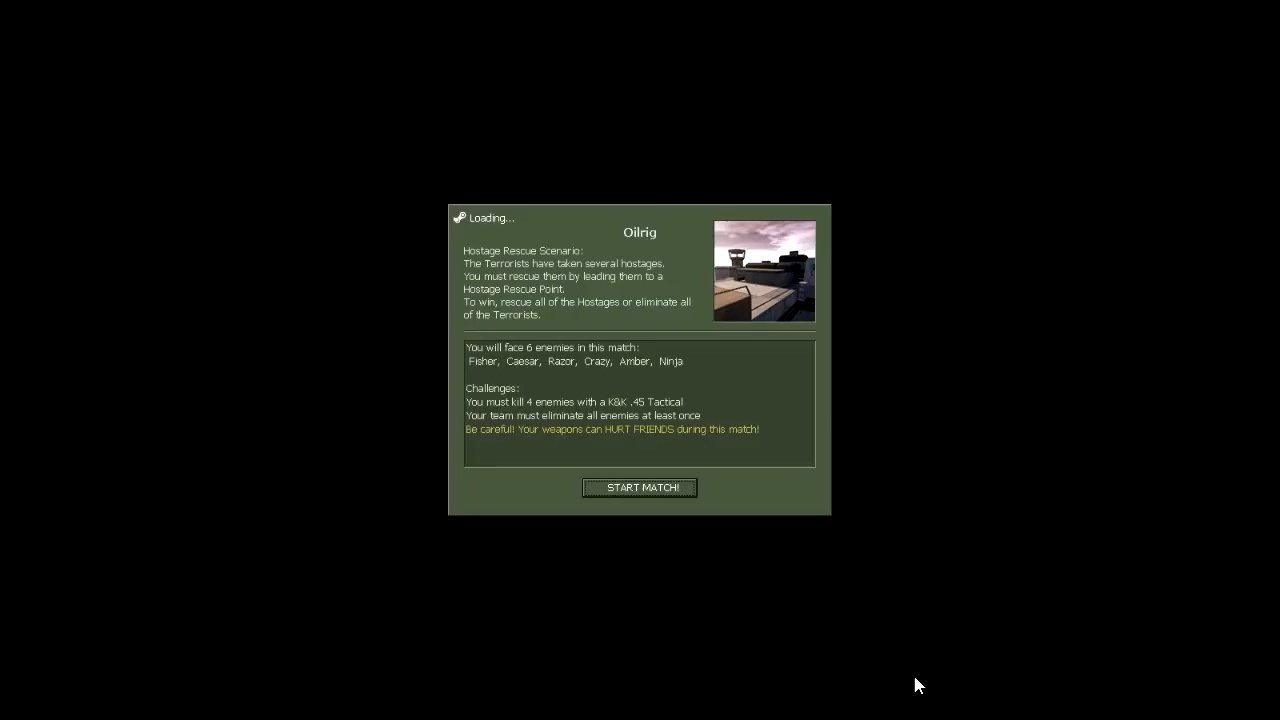 Loading...
Oilrig
Hostage Rescue Scenario:
The Terrorists have taken several hostages.
You must rescue them by leading them to a
Hostage Rescue Point.
To win, rescue all of the Hostages or eliminate all
of the Terrorists.
You will face 6 enemies in this match:
Fisher, Caesar, Razor, Crazy, Amber, Ninja
Challenges:
You must kill 4 enemies with a K&K .45 Tactical
Your team must eliminate all enemies at least once
Be careful! Your weapons can HURT FRIENDS during this match!
START MATCH!